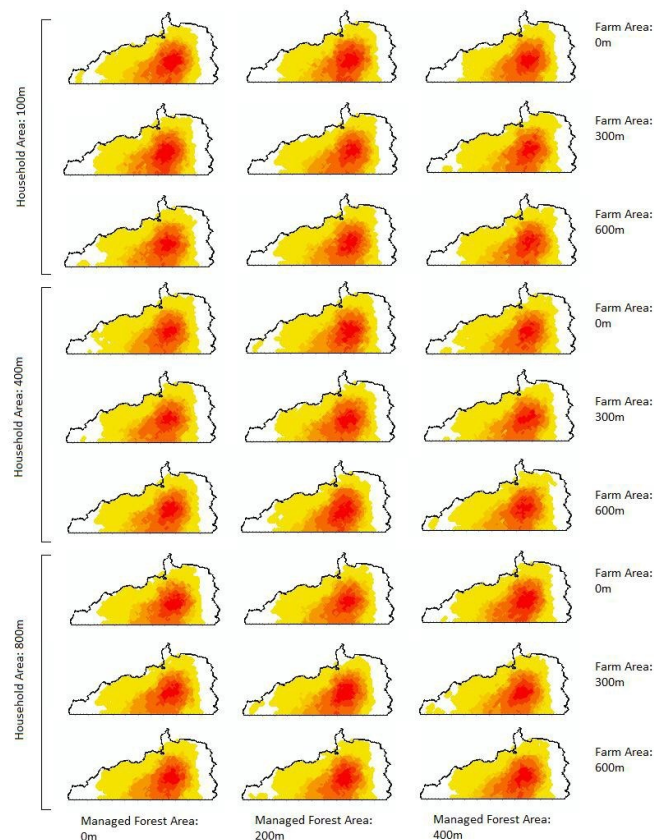 Farm Area:
0m
Household Area: 100m
Farm Area:
300m
Farm Area:
600m
Farm Area:
0m
Household Area: 400m
Farm Area:
300m
Farm Area:
600m
Farm Area:
0m
Household Area: 800m
Farm Area:
300m
Farm Area:
600m
Managed Forest Area:
0m
Managed Forest Area:
200m
Managed Forest Area:
400m